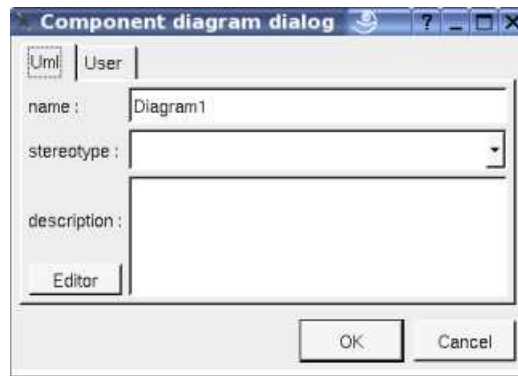 Component diagram dialog ? _ □ X
Uml User
name : Diagram1
stereotype :
description :
Editor
OK Cancel